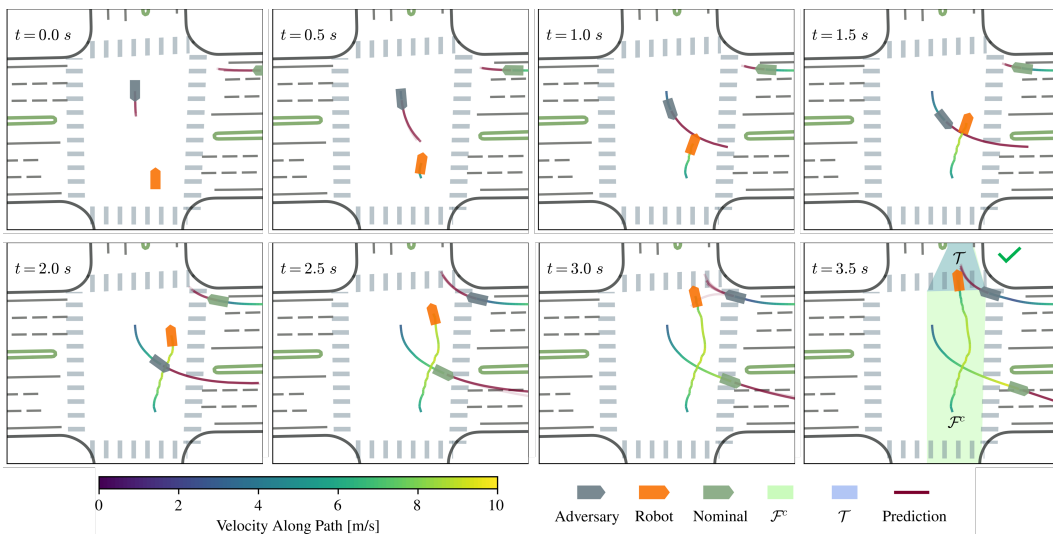 t = 0.0 s
t = 0.5 s
t = 1.0 s
t = 1.5 s
t = 2.0 s
t = 2.5 s
t = 3.0 s
t = 3.5 s
𝒯
ℱᶜ
0 2 4 6 8 10
Velocity Along Path [m/s]
Adversary Robot Nominal ℱᶜ 𝒯 Prediction